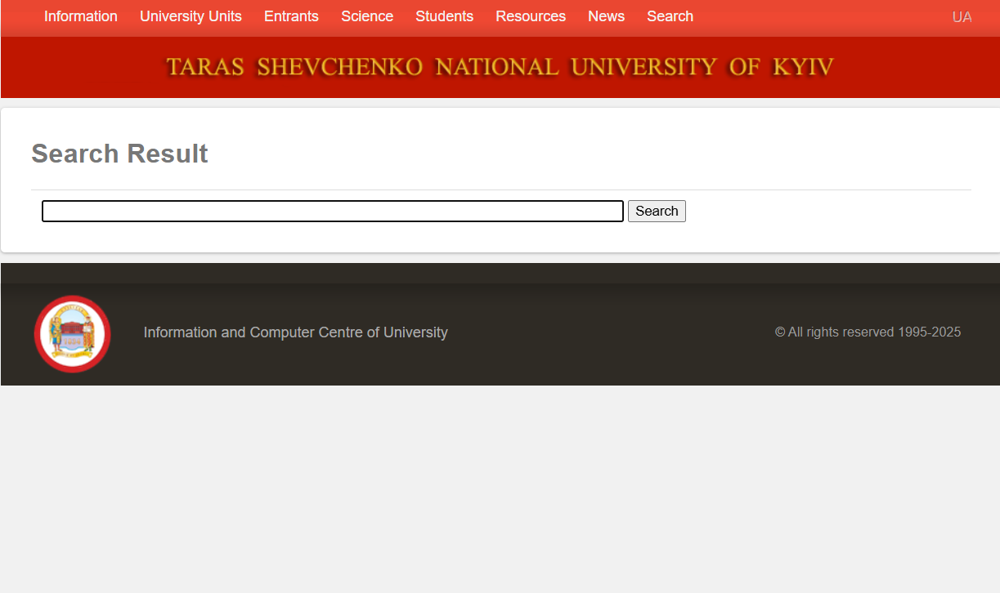 Information University Units Entrants Science Students Resources News Search UA
TARAS SHEVCHENKO NATIONAL UNIVERSITY OF KYIV
Search Result
Search
Information and Computer Centre of University
© All rights reserved 1995-2025